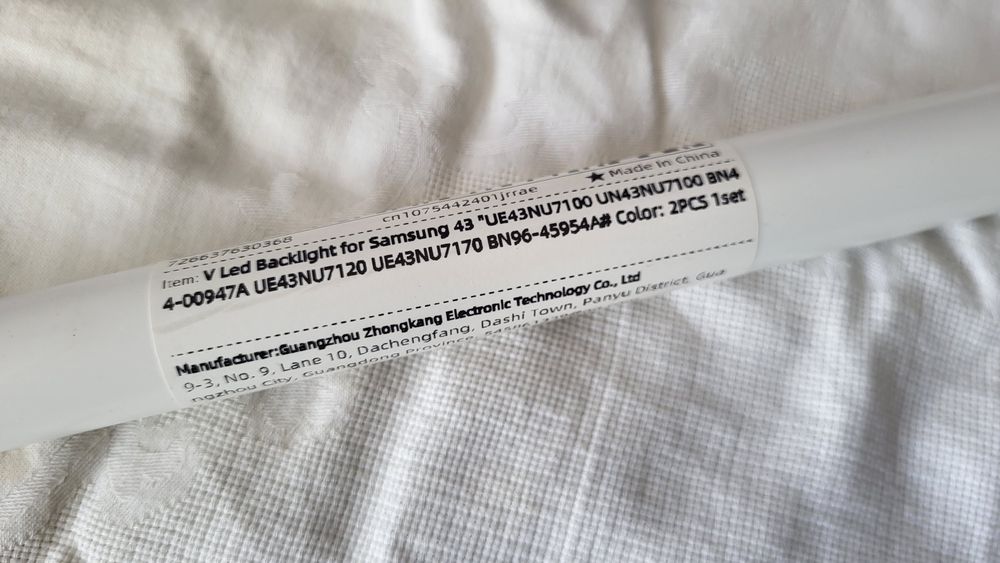 ★ Made In China
728637630368 cn1075442401jrrae
Item: V Led Backlight for Samsung 43 "UE43NU7100 UN43NU7100 BN4
4-00947A UE43NU7120 UE43NU7170 BN96-45954A# Color: 2PCS 1set
Manufacturer:Guangzhou Zhongkang Electronic Technology Co., Ltd
9-3, No. 9, Lane 10, Dachengfang, Dashi Town, Panyu District, Gua
ngzhou City, Guangdong Province,